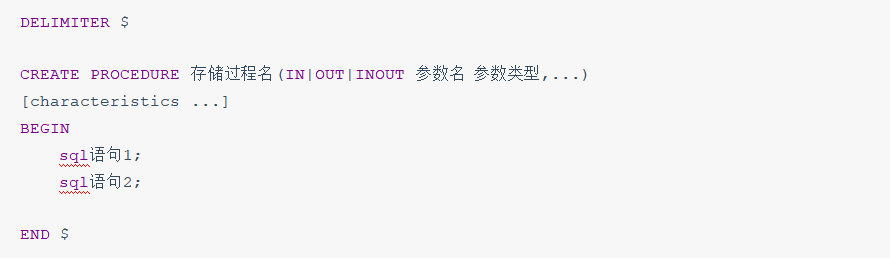 DELIMITER $
CREATE PROCEDURE 存储过程名(IN|OUT|INOUT 参数名 参数类型,...)
[characteristics ...]
BEGIN
sql语句1;
sql语句2;
END $